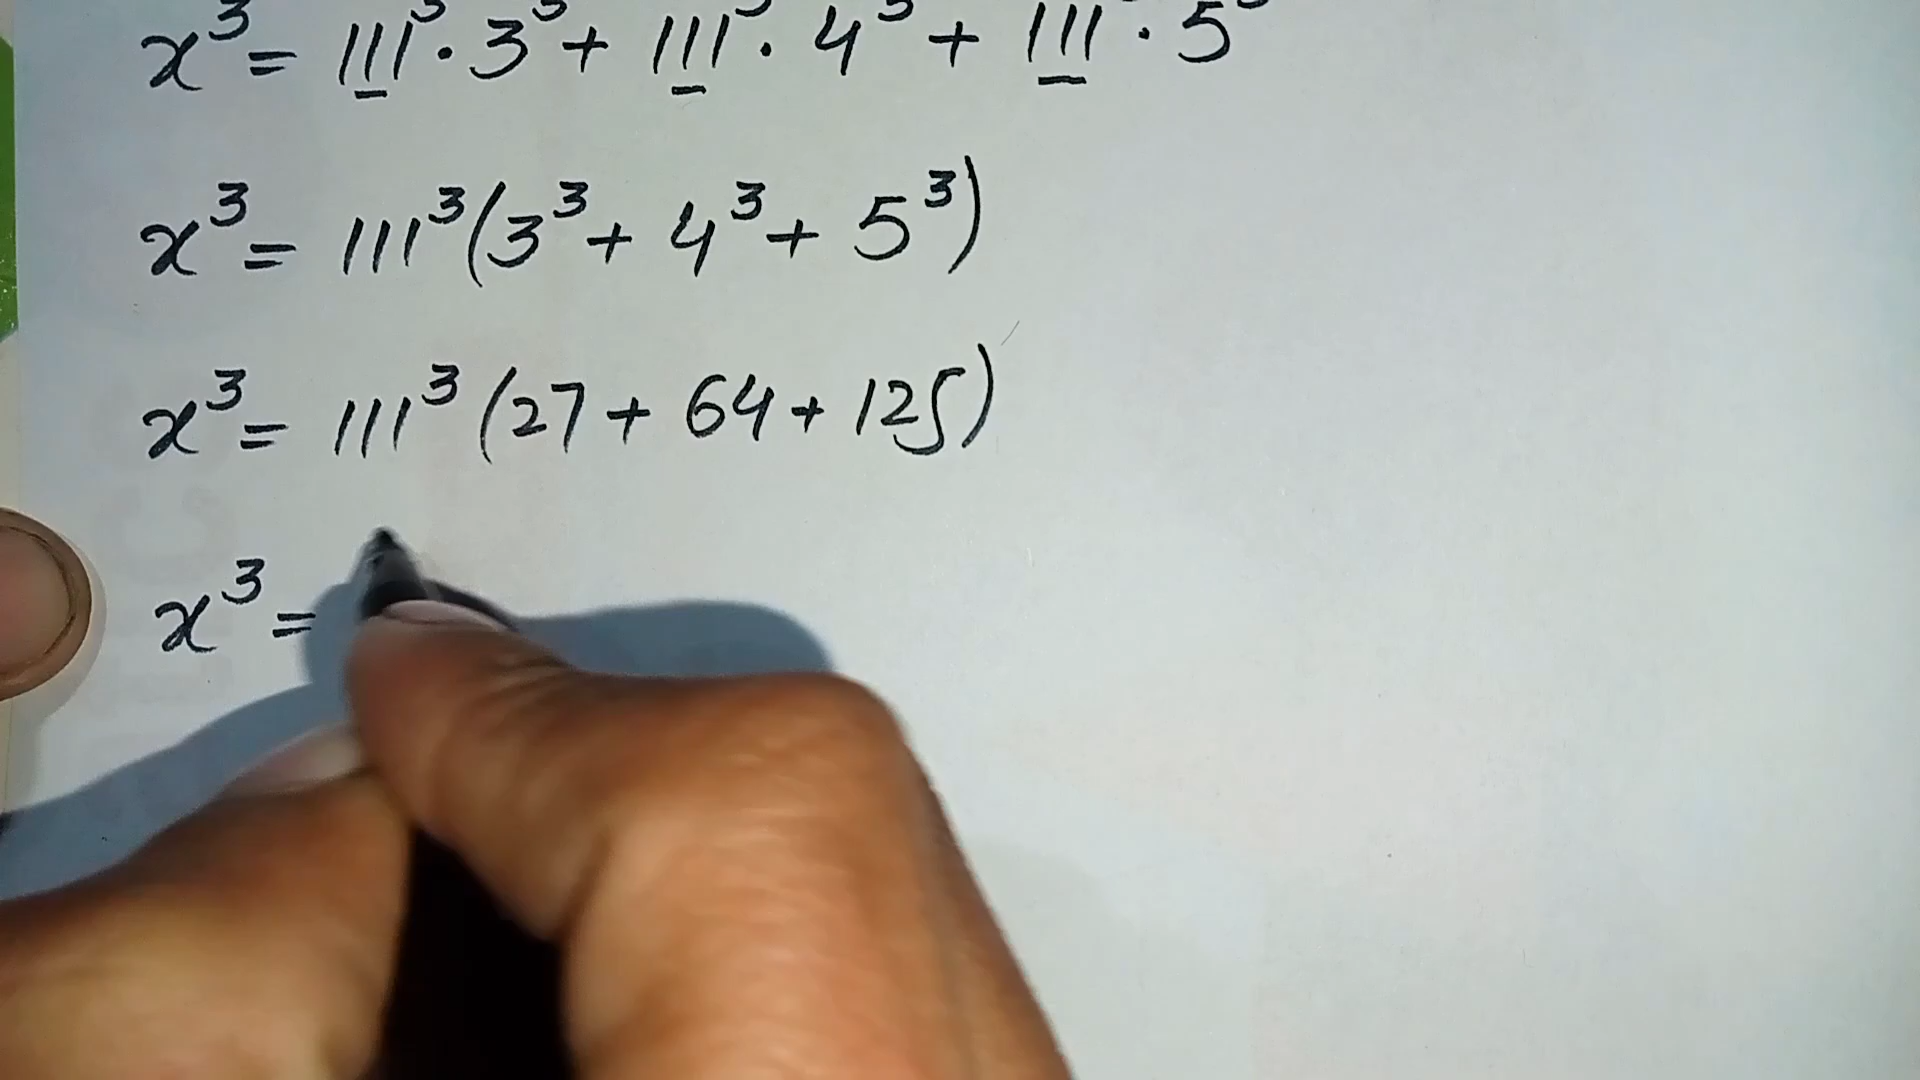 x³ = 111³ · 3³ + 111³ · 4³ + 111³ · 5³
x³ = 111³ (3³ + 4³ + 5³)
x³ = 111³ (27 + 64 + 125)
x³ =